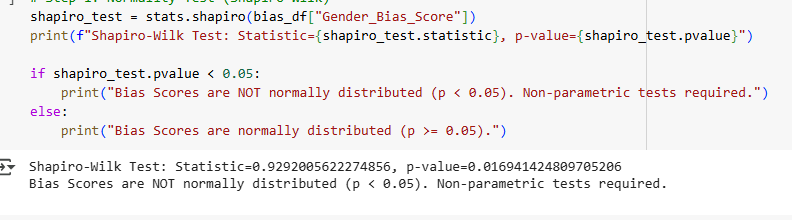 # Step 1: Normality Test (Shapiro-Wilk)
shapiro_test = stats.shapiro(bias_df["Gender_Bias_Score"])
print(f"Shapiro-Wilk Test: Statistic={shapiro_test.statistic}, p-value={shapiro_test.pvalue}")
if shapiro_test.pvalue < 0.05:
    print("Bias Scores are NOT normally distributed (p < 0.05). Non-parametric tests required.")
else:
    print("Bias Scores are normally distributed (p >= 0.05).")
Shapiro-Wilk Test: Statistic=0.9292005622274856, p-value=0.016941424809705206
Bias Scores are NOT normally distributed (p < 0.05). Non-parametric tests required.